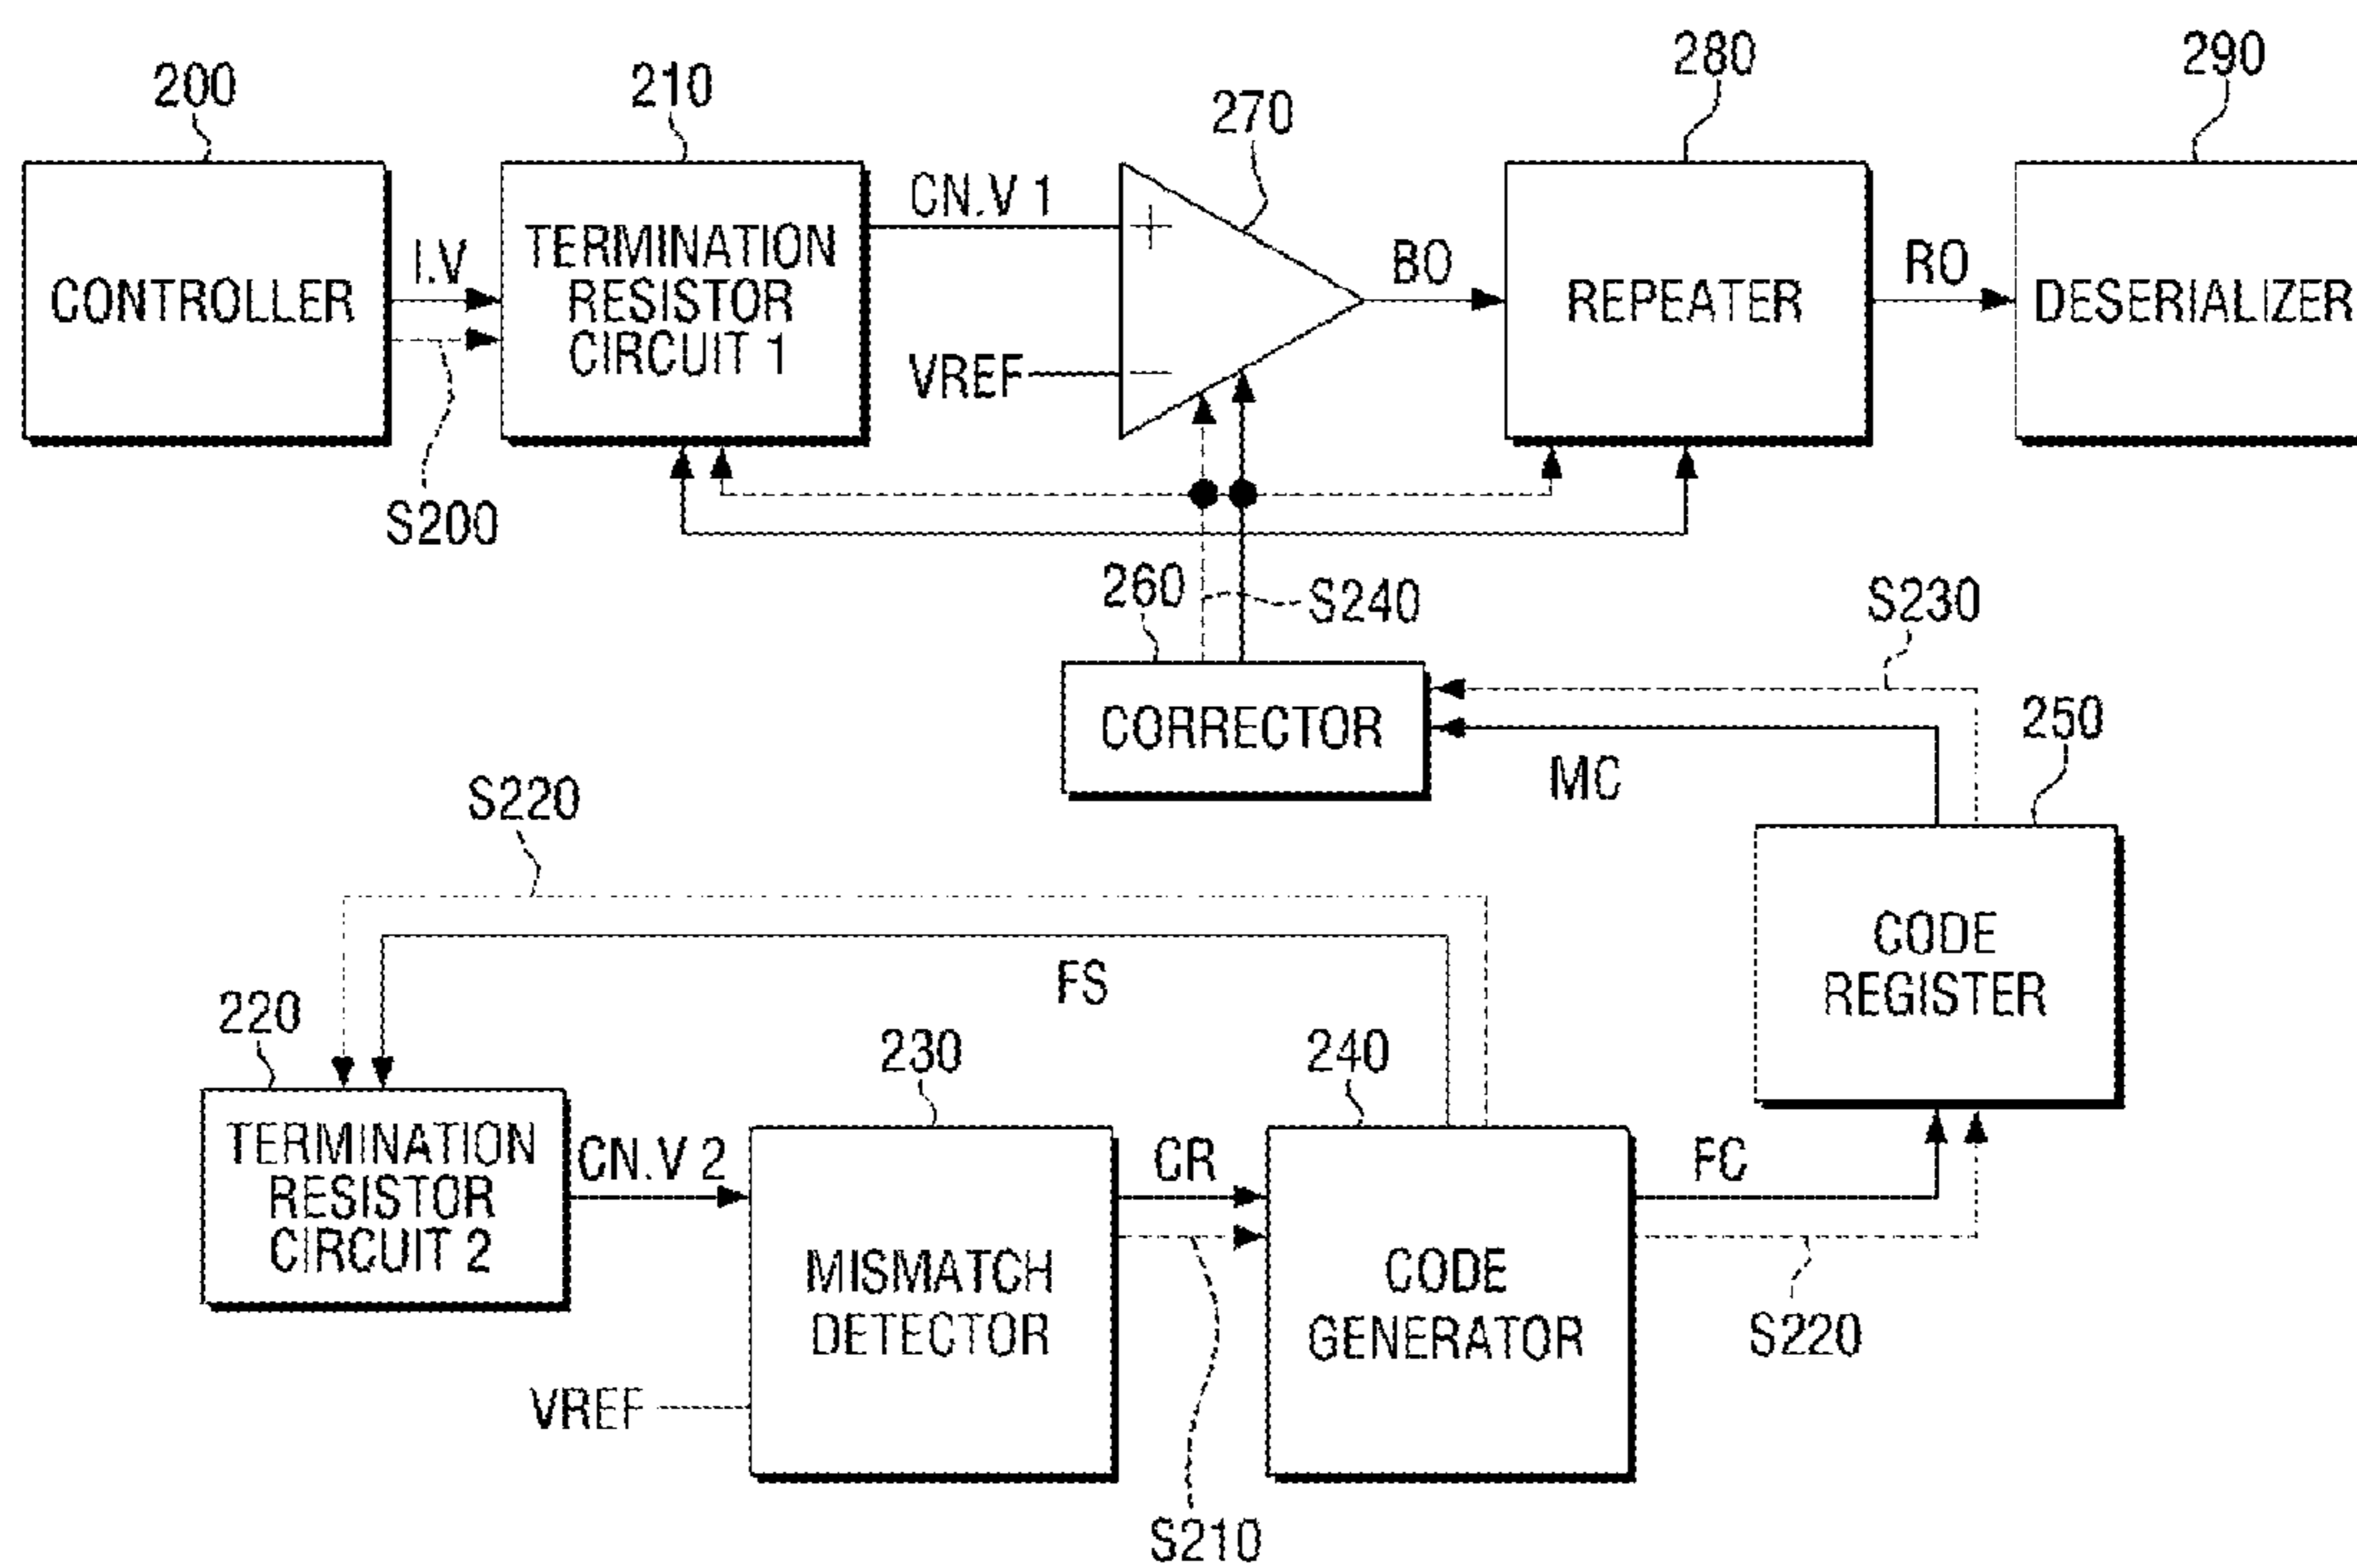 200
210
270
280
290
CONTROLLER
I.V
S200
TERMINATION
RESISTOR
CIRCUIT 1
CN.V 1
+
VREF
−
BO
REPEATER
RO
DESERIALIZER
260
S240
S230
CORRECTOR
MC
250
S220
CODE
REGISTER
FS
220
230
240
TERMINATION
RESISTOR
CIRCUIT 2
CN.V 2
MISMATCH
DETECTOR
VREF
CR
S210
CODE
GENERATOR
FC
S220